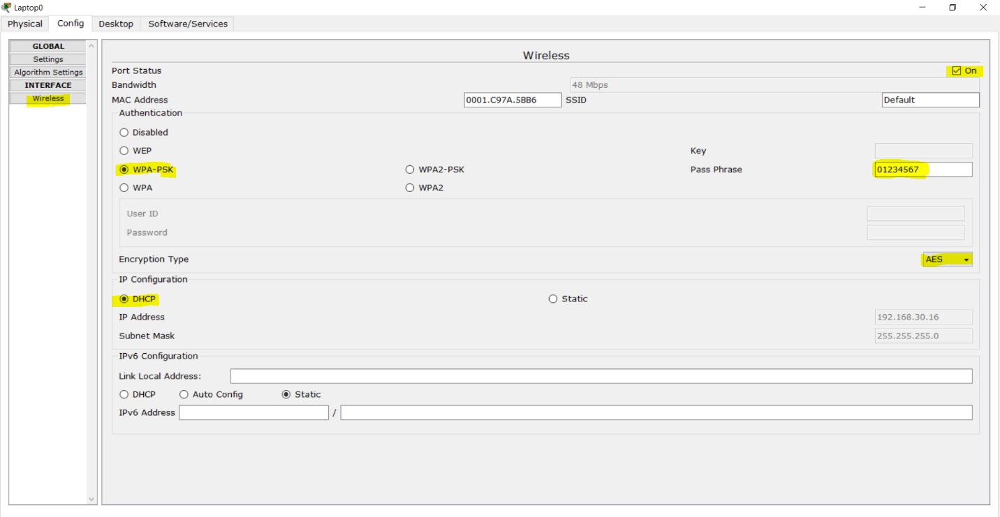 Laptop0
Physical Config Desktop Software/Services
GLOBAL
Settings
Algorithm Settings
INTERFACE
Wireless
Wireless
Port Status On
Bandwidth 48 Mbps
MAC Address 0001.C97A.5BB6 SSID Default
Authentication
Disabled
WEP Key
WPA-PSK WPA2-PSK Pass Phrase 01234567
WPA WPA2
User ID
Password
Encryption Type AES
IP Configuration
DHCP Static
IP Address 192.168.30.16
Subnet Mask 255.255.255.0
IPv6 Configuration
Link Local Address:
DHCP Auto Config Static
IPv6 Address /